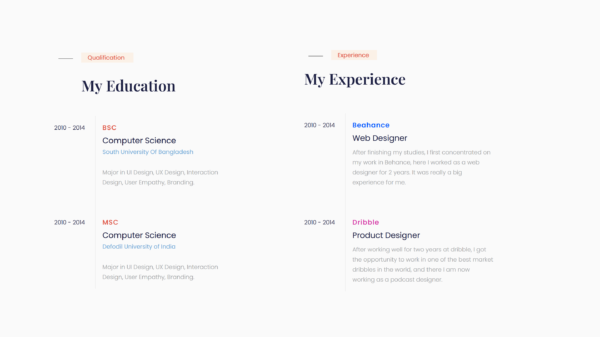 Qualification
My Education
2010 - 2014
BSC
Computer Science
South University Of Bangladesh
Major in UI Design, UX Design, Interaction
Design, User Empathy, Branding.
2010 - 2014
MSC
Computer Science
Defodil University of India
Major in UI Design, UX Design, Interaction
Design, User Empathy, Branding.
Experience
My Experience
2010 - 2014
Beahance
Web Designer
After finishing my studies, I first concentrated on
my work in Behance, here I worked as a web
designer for 2 years. It was really a big
experience for me.
2010 - 2014
Dribble
Product Designer
After working well for two years at dribble, I got
the opportunity to work in one of the best market
dribbles in the world, and there I am now
working as a padcast designer.